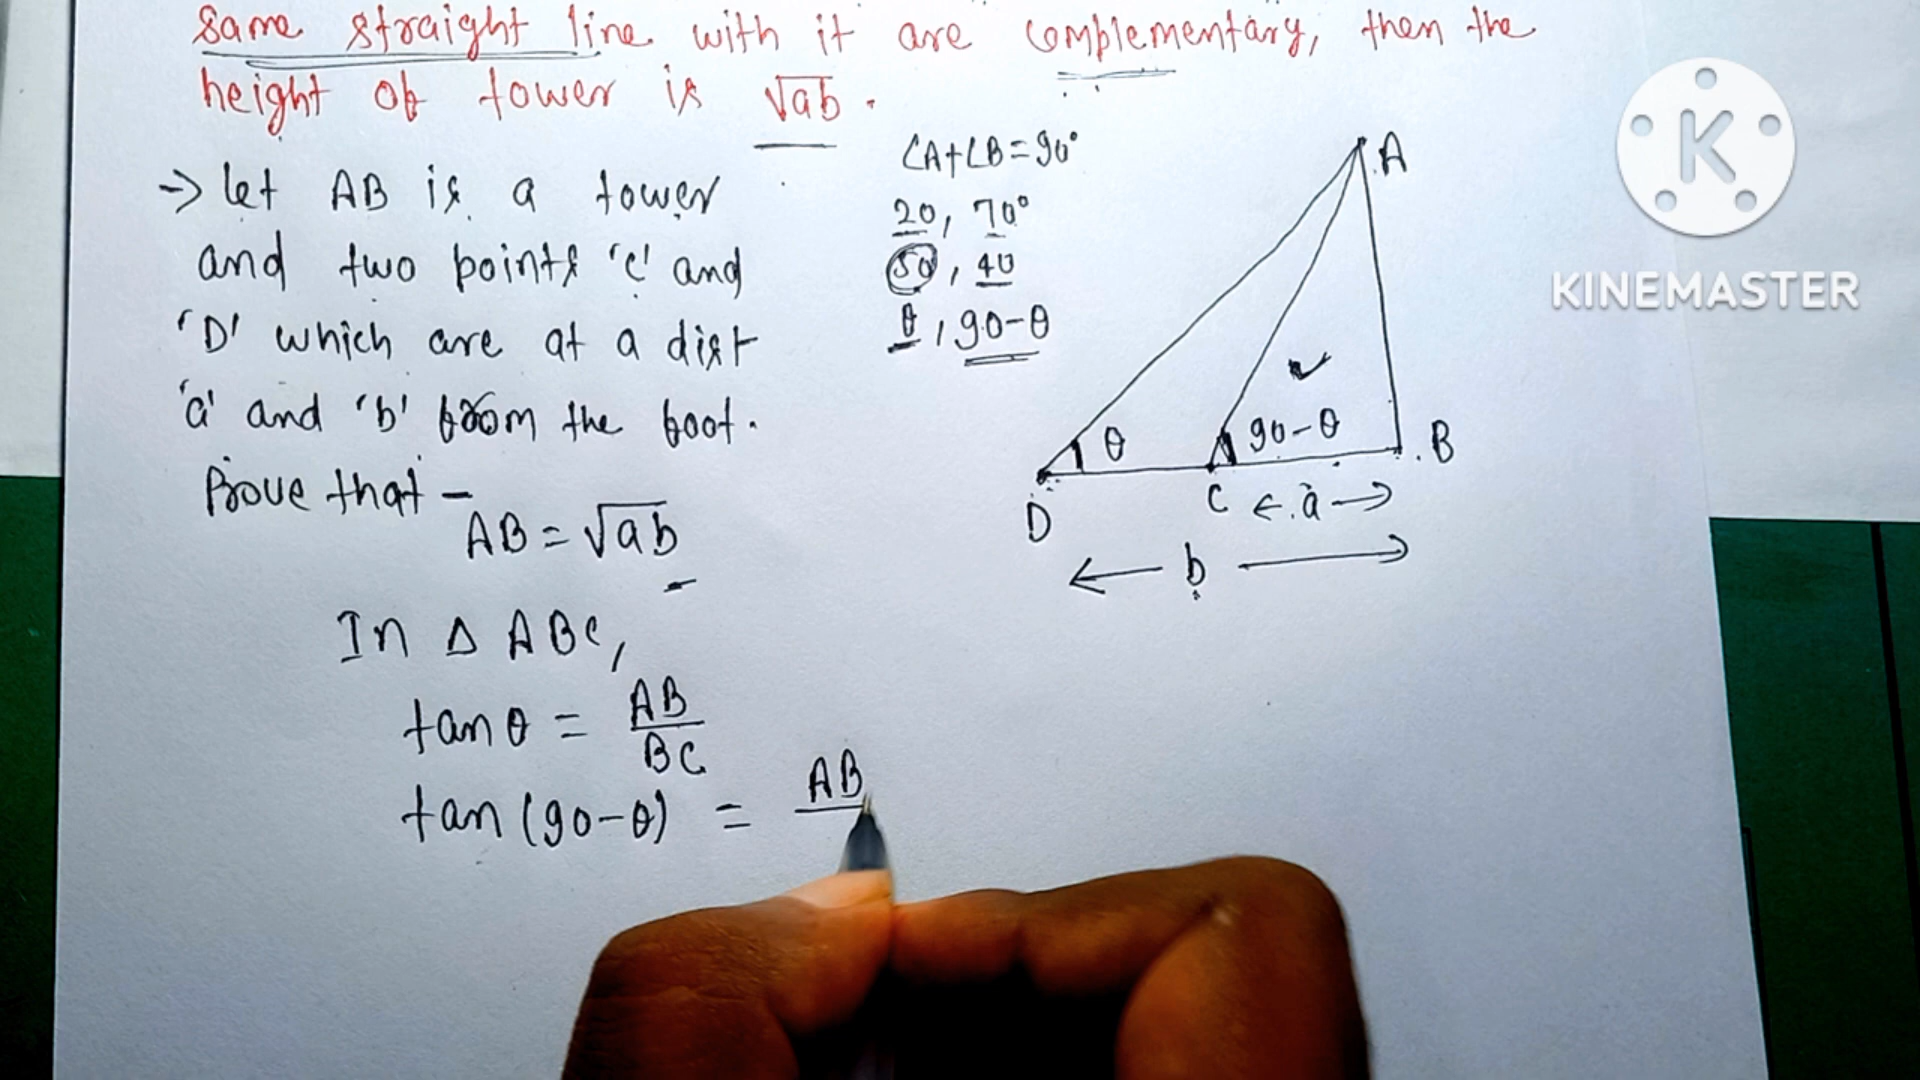 same straight line with it are complementary, then the
height of tower is √ab.
→ let AB is a tower
and two points 'C' and
'D' which are at a dist
'a' and 'b' from the foot.
Prove that –
AB = √ab
In Δ ABC,
tanθ = AB/BC
tan(90-θ) = AB
∠A+∠B=90°
20, 70°
50, 40
θ, 90-θ
A
θ
90-θ
B
D
C
← a →
← b →
K
KINEMASTER